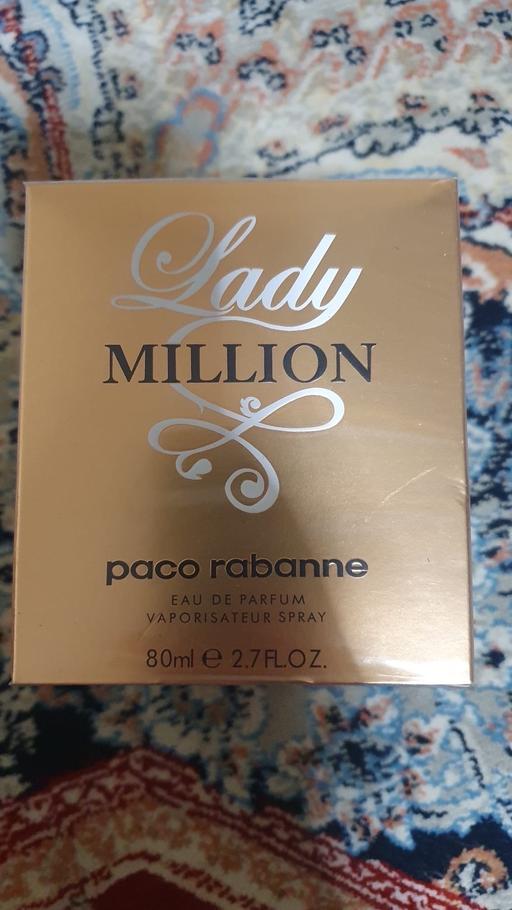 Lady
MILLION
paco rabanne
EAU DE PARFUM
VAPORISATEUR SPRAY
80ml ℮ 2.7FL.OZ.